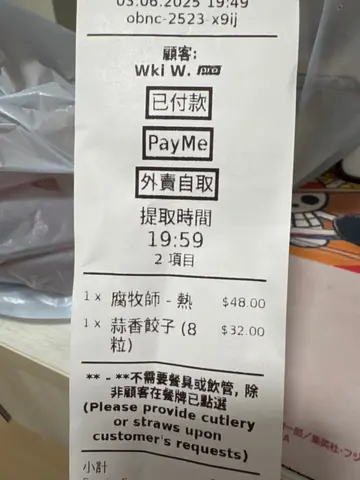 03.06.2025 19:49
obnc-2523-x9ij
顧客:
Wki W. pro
已付款
PayMe
外賣自取
提取時間
19:59
2 項目
1 x 腐牧師 - 熱 $48.00
1 x 蒜香餃子 (8 $32.00
粒)
** - **不需要餐具或飲管, 除
非顧客在餐牌已點選
(Please provide cutlery
or straws upon
customer's requests)
小計